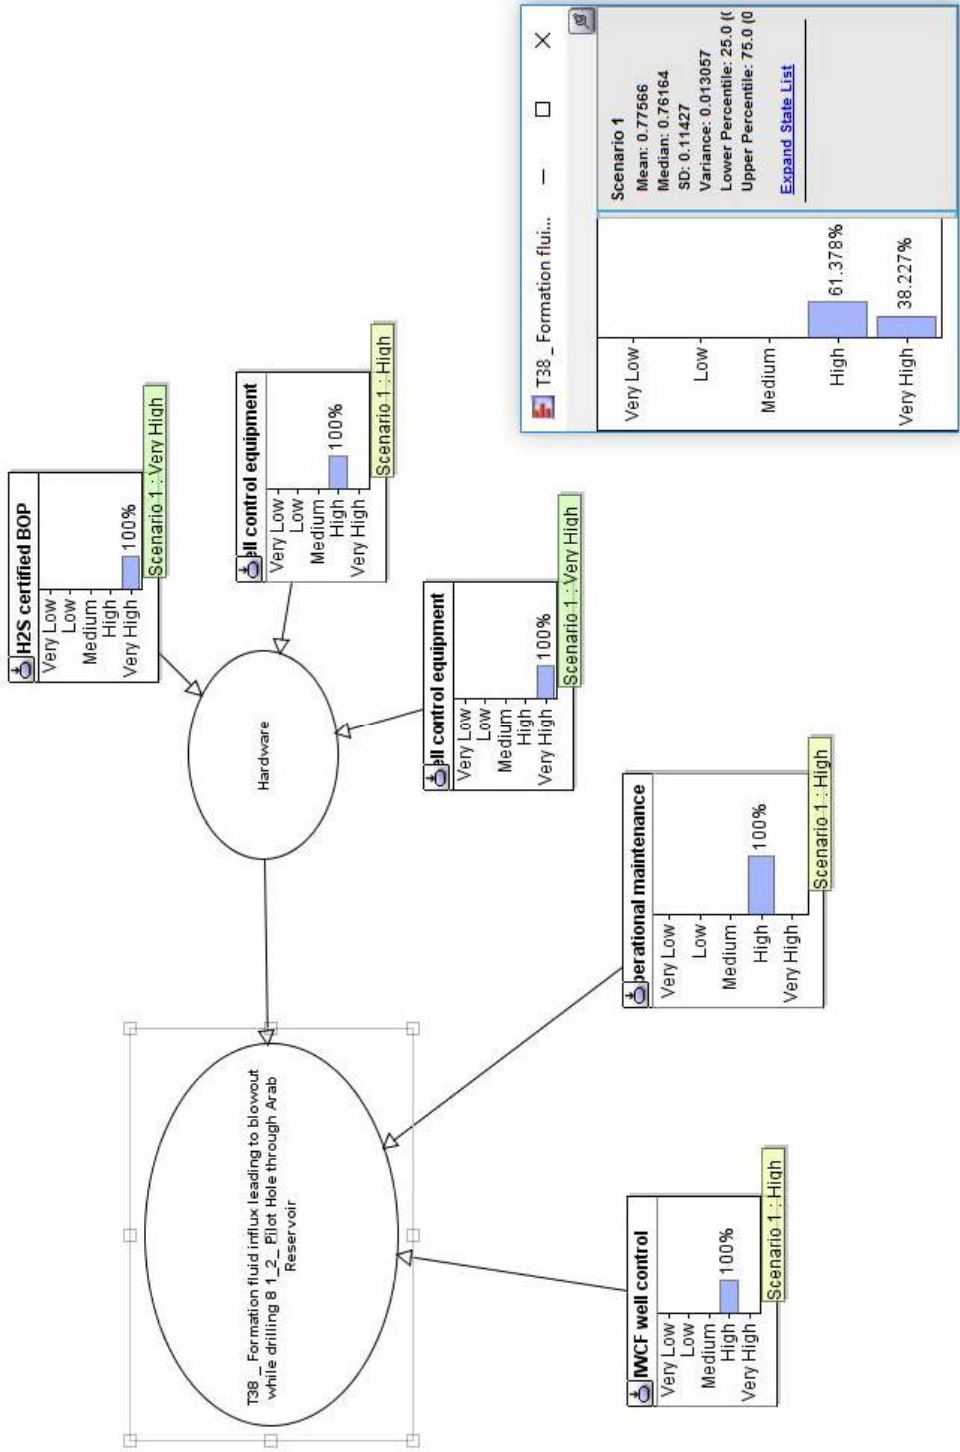 T38 _ Formation fluid influx leading to blowout
while drilling 8 1_2_ Pilot Hole through Arab
Reservoir
Hardware
H2S certified BOP
Very Low
Low
Medium
High
Very High
100%
Scenario 1 : Very High
ell control equipment
Very Low
Low
Medium
High
Very High
100%
Scenario 1 : High
ell control equipment
Very Low
Low
Medium
High
Very High
100%
Scenario 1 : Very High
perational maintenance
Very Low
Low
Medium
High
Very High
100%
Scenario 1 : High
IWCF well control
Very Low
Low
Medium
High
Very High
100%
Scenario 1 : High
T38 _ Formation flui...
Very Low
Low
Medium
High
Very High
61.378%
38.227%
Scenario 1
Mean: 0.77566
Median: 0.76164
SD: 0.11427
Variance: 0.013057
Lower Percentile: 25.0 (
Upper Percentile: 75.0 (0
Expand State List